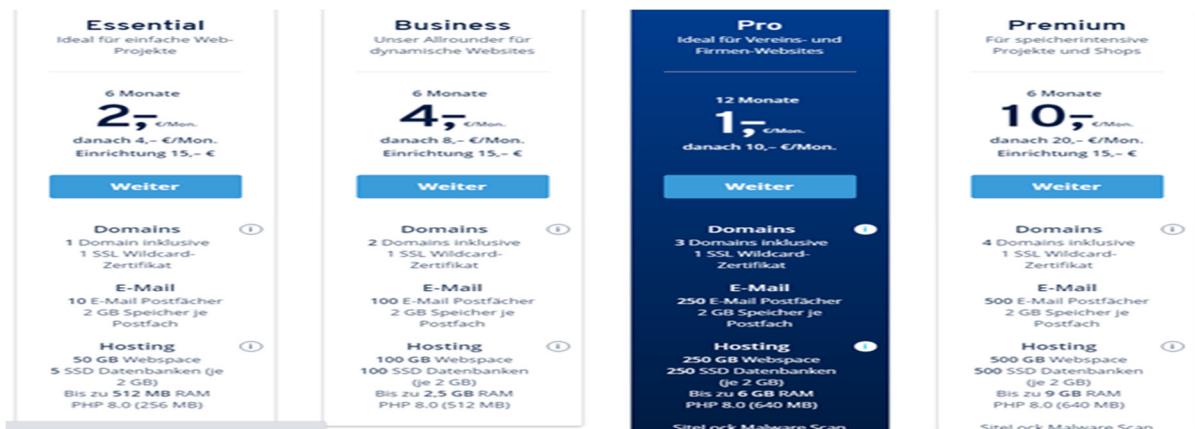 Essential
Ideal für einfache Web-
Projekte
6 Monate
2,- €/Mon.
danach 4,– €/Mon.
Einrichtung 15,– €
Weiter
Domains
1 Domain inklusive
1 SSL Wildcard-
Zertifikat
E-Mail
10 E-Mail Postfächer
2 GB Speicher je
Postfach
Hosting
50 GB Webspace
5 SSD Datenbanken (je
2 GB)
Bis zu 512 MB RAM
PHP 8.0 (256 MB)
Business
Unser Allrounder für
dynamische Websites
6 Monate
4,- €/Mon.
danach 8,– €/Mon.
Einrichtung 15,– €
Weiter
Domains
2 Domains inklusive
1 SSL Wildcard-
Zertifikat
E-Mail
100 E-Mail Postfächer
2 GB Speicher je
Postfach
Hosting
100 GB Webspace
100 SSD Datenbanken
(je 2 GB)
Bis zu 2,5 GB RAM
PHP 8.0 (512 MB)
Pro
Ideal für Vereins- und
Firmen-Websites
12 Monate
1,- €/Mon.
danach 10,– €/Mon.
Weiter
Domains
3 Domains inklusive
1 SSL Wildcard-
Zertifikat
E-Mail
250 E-Mail Postfächer
2 GB Speicher je
Postfach
Hosting
250 GB Webspace
250 SSD Datenbanken
(je 2 GB)
Bis zu 6 GB RAM
PHP 8.0 (640 MB)
SiteLock Malware Scan
Premium
Für speicherintensive
Projekte und Shops
6 Monate
10,- €/Mon.
danach 20,– €/Mon.
Einrichtung 15,– €
Weiter
Domains
4 Domains inklusive
1 SSL Wildcard-
Zertifikat
E-Mail
500 E-Mail Postfächer
2 GB Speicher je
Postfach
Hosting
500 GB Webspace
500 SSD Datenbanken
(je 2 GB)
Bis zu 9 GB RAM
PHP 8.0 (640 MB)
SiteLock Malware Scan